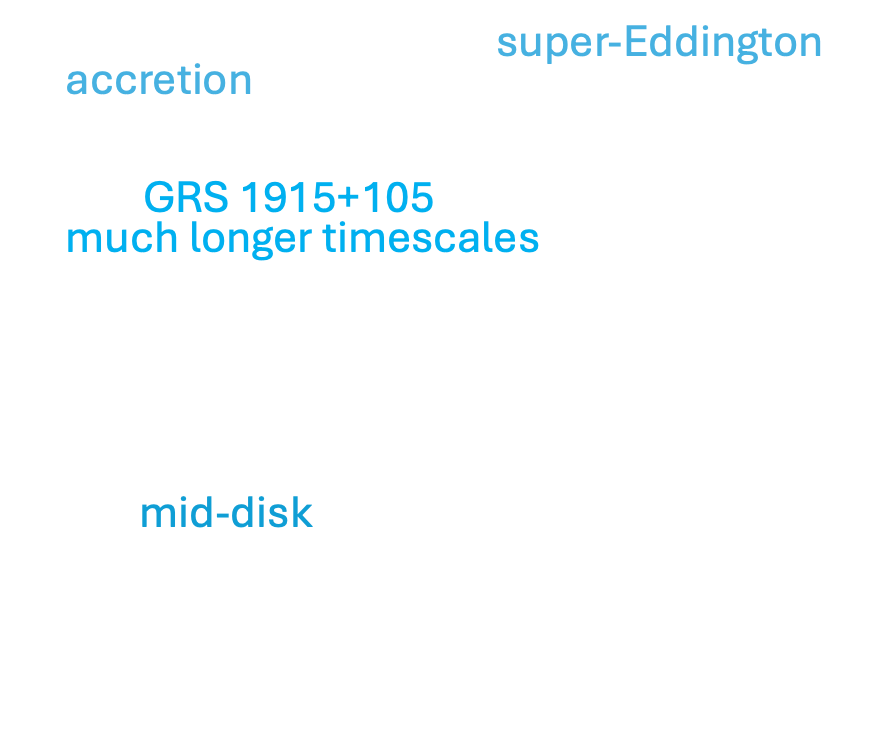 super-Eddington
accretion
GRS 1915+105
much longer timescales
mid-disk